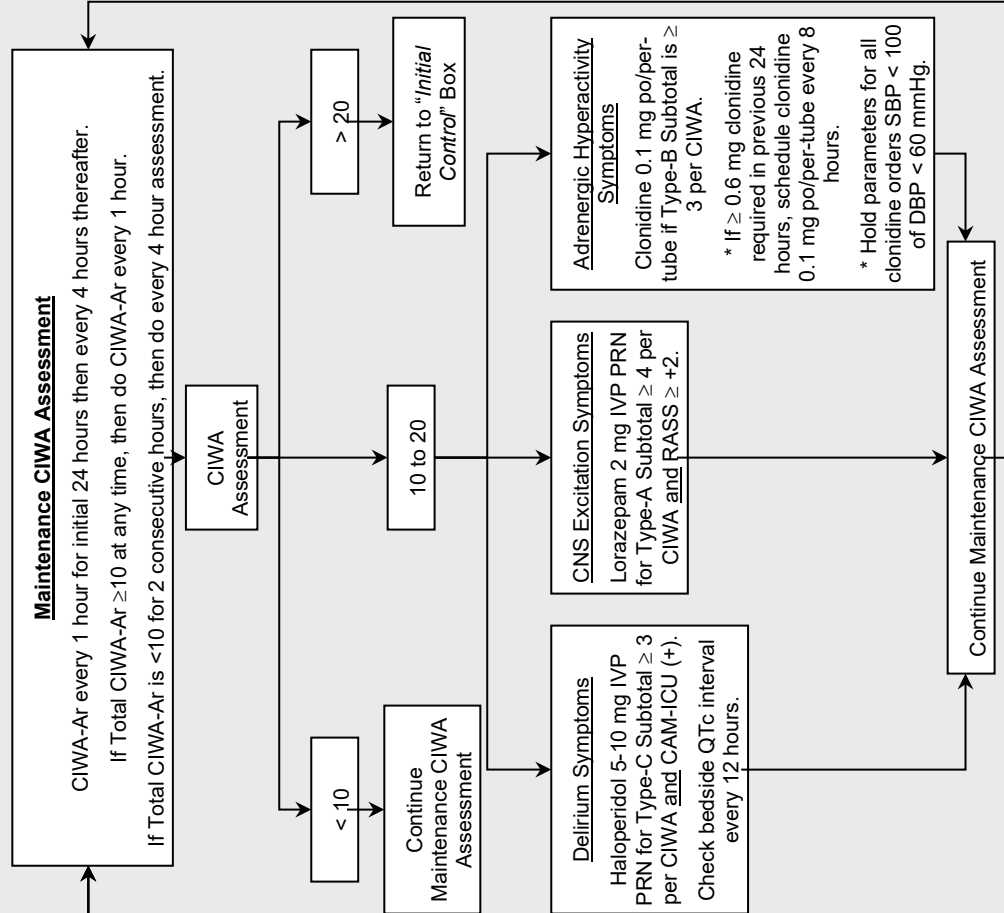 Maintenance CIWA Assessment
CIWA-Ar every 1 hour for initial 24 hours then every 4 hours thereafter.
If Total CIWA-Ar ≥10 at any time, then do CIWA-Ar every 1 hour.
If Total CIWA-Ar is <10 for 2 consecutive hours, then do every 4 hour assessment.
CIWA
Assessment
< 10
10 to 20
> 20
Continue
Maintenance CIWA
Assessment
Return to “Initial
Control” Box
Delirium Symptoms
Haloperidol 5-10 mg IVP
PRN for Type-C Subtotal ≥ 3
per CIWA and CAM-ICU (+).
Check bedside QTc interval
every 12 hours.
CNS Excitation Symptoms
Lorazepam 2 mg IVP PRN
for Type-A Subtotal ≥ 4 per
CIWA and RASS ≥ +2.
Adrenergic Hyperactivity
Symptoms
Clonidine 0.1 mg po/per-
tube if Type-B Subtotal is ≥
3 per CIWA.
* If ≥ 0.6 mg clonidine
required in previous 24
hours, schedule clonidine
0.1 mg po/per-tube every 8
hours.
* Hold parameters for all
clonidine orders SBP < 100
of DBP < 60 mmHg.
Continue Maintenance CIWA Assessment